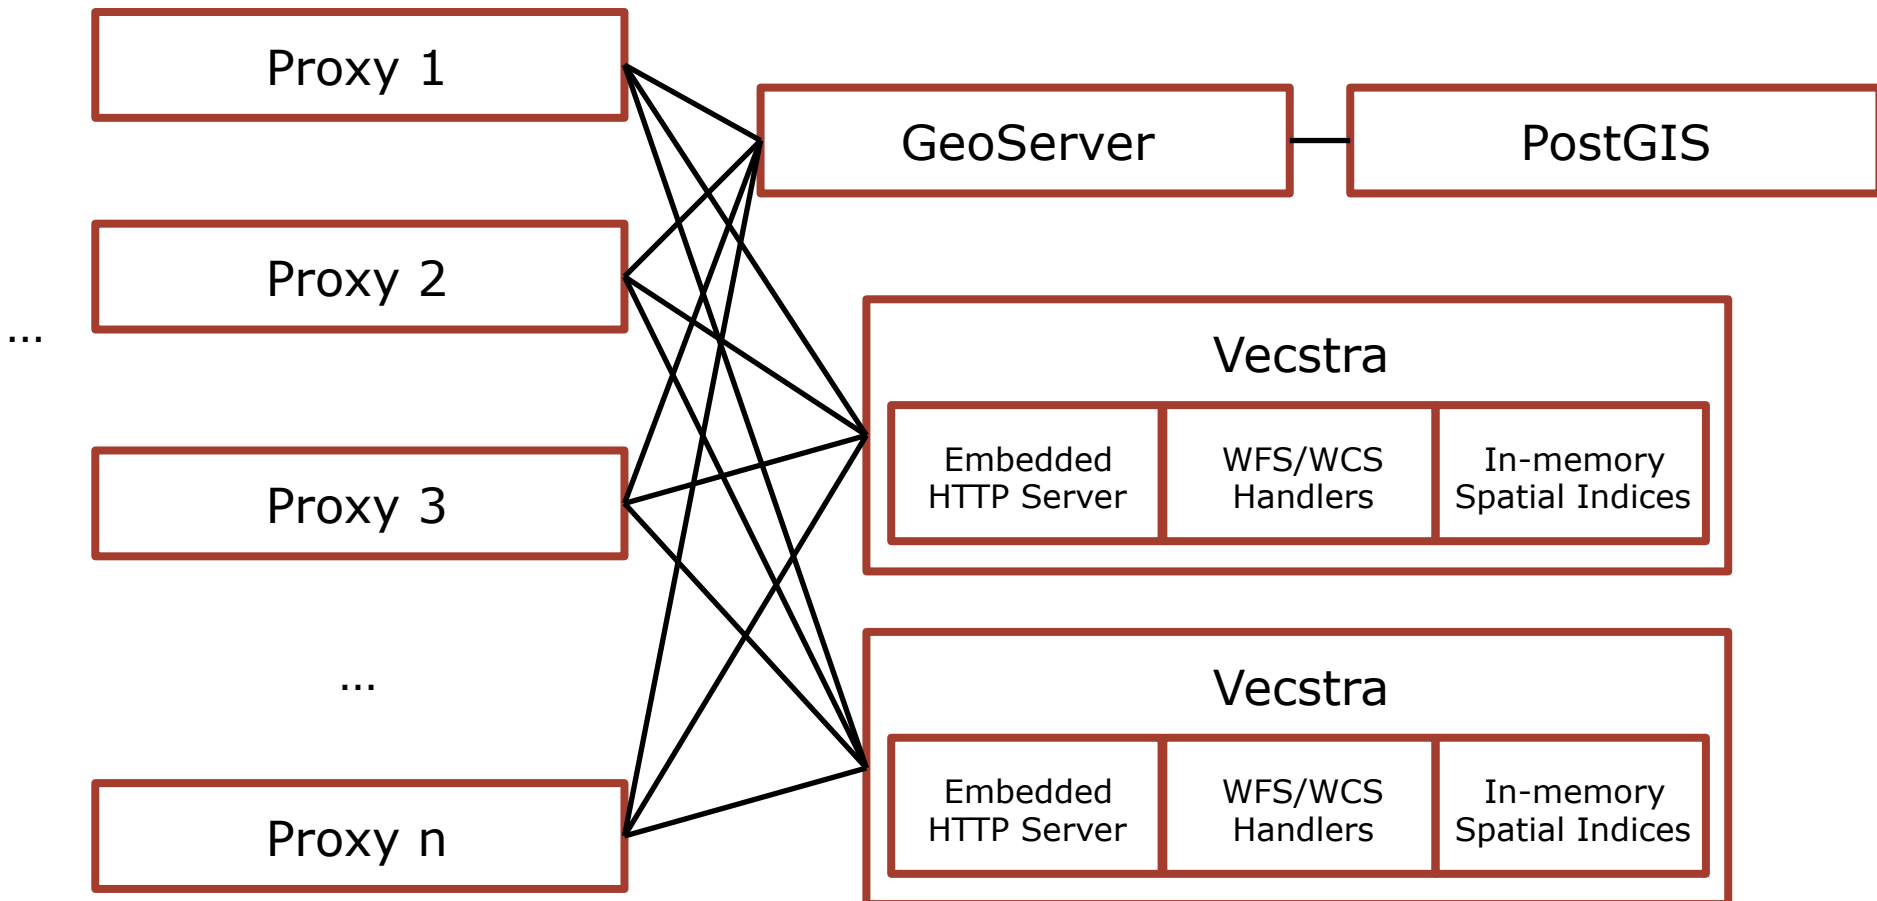 Proxy 1
GeoServer
PostGIS
Proxy 2
...
Vecstra
Embedded
HTTP Server
WFS/WCS
Handlers
In-memory
Spatial Indices
Proxy 3
...
Vecstra
Embedded
HTTP Server
WFS/WCS
Handlers
In-memory
Spatial Indices
Proxy n